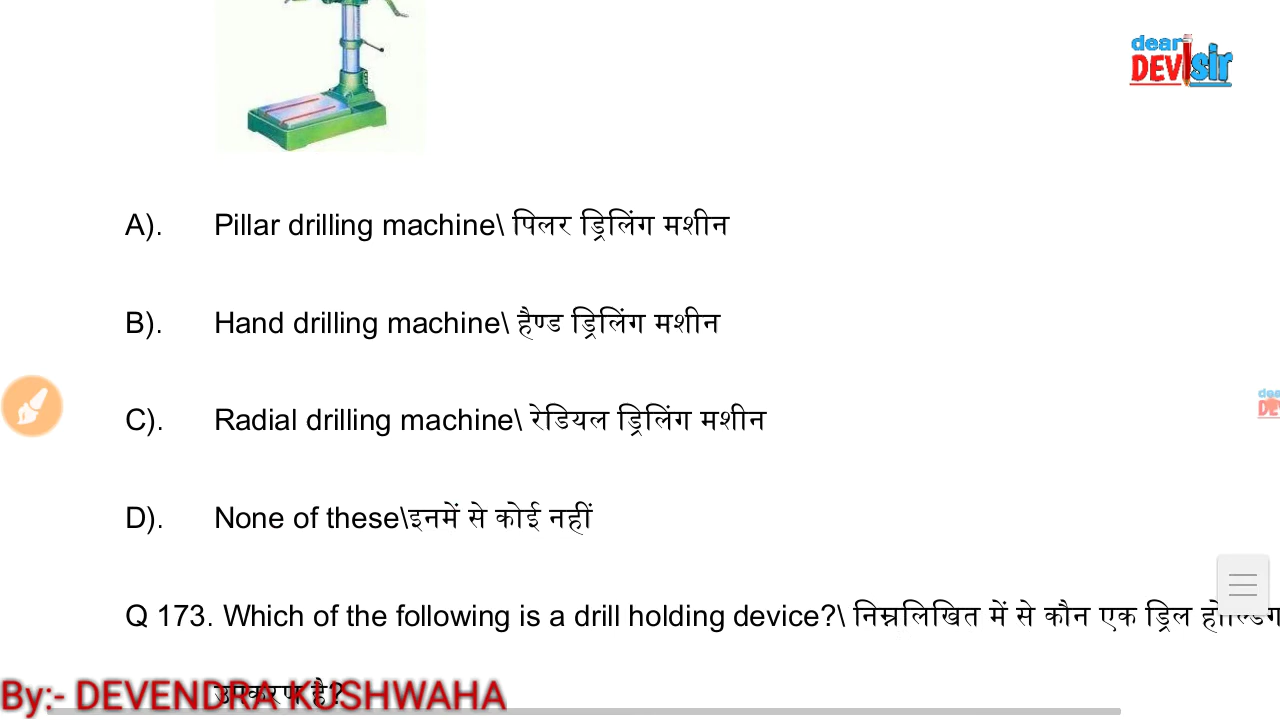 dear
DEV sir
A). Pillar drilling machine\ पिलर ड्रिलिंग मशीन
B). Hand drilling machine\ हैण्ड ड्रिलिंग मशीन
C). Radial drilling machine\ रेडियल ड्रिलिंग मशीन
D). None of these\इनमें से कोई नहीं
Q 173. Which of the following is a drill holding device?\ निम्नलिखित में से कौन एक ड्रिल होल्डिंग
उपकरण है?
By:- DEVENDRA KUSHWAHA